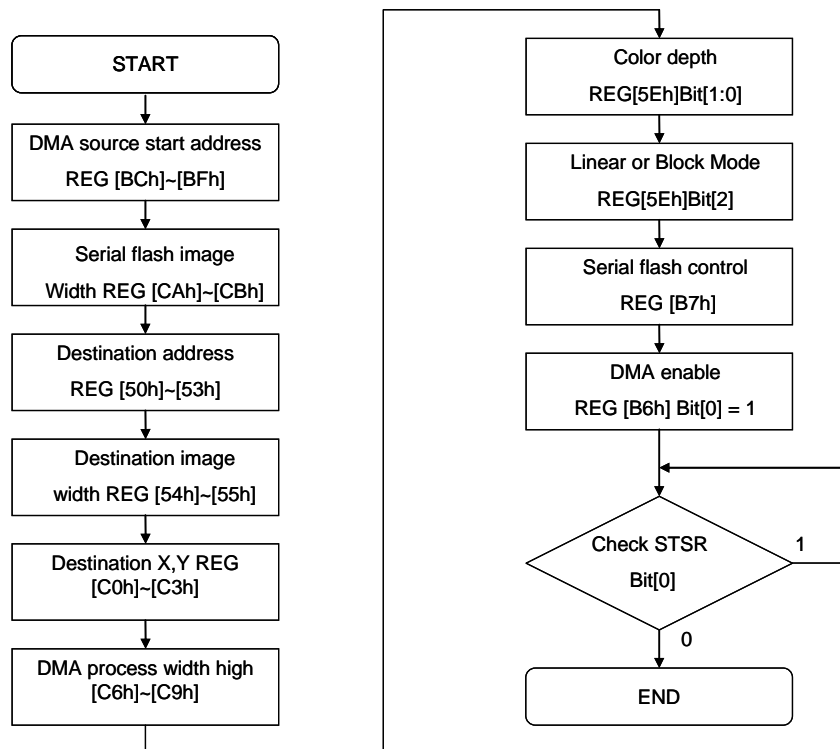 START
DMA source start address
REG [BCh]~[BFh]
Serial flash image
Width REG [CAh]~[CBh]
Destination address
REG [50h]~[53h]
Destination image
width REG [54h]~[55h]
Destination X,Y REG
[C0h]~[C3h]
DMA process width high
[C6h]~[C9h]
Color depth
REG[5Eh]Bit[1:0]
Linear or Block Mode
REG[5Eh]Bit[2]
Serial flash control
REG [B7h]
DMA enable
REG [B6h] Bit[0] = 1
Check STSR
Bit[0]
1
0
END